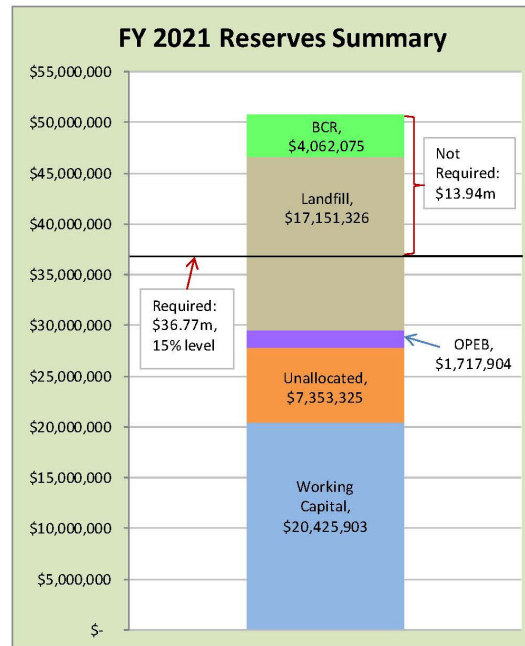 FY 2021 Reserves Summary
$55,000,000
$50,000,000
$45,000,000
$40,000,000
$35,000,000
$30,000,000
$25,000,000
$20,000,000
$15,000,000
$10,000,000
$5,000,000
$-
BCR,
$4,062,075
Not
Required:
$13.94m
Landfill,
$17,151,326
Required:
$36.77m,
15% level
OPEB,
$1,717,904
Unallocated,
$7,353,325
Working
Capital,
$20,425,903